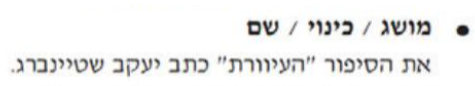 • מושג / כינוי / שם
את הסיפור "העיוורת" כתב יעקב שטיינברג.